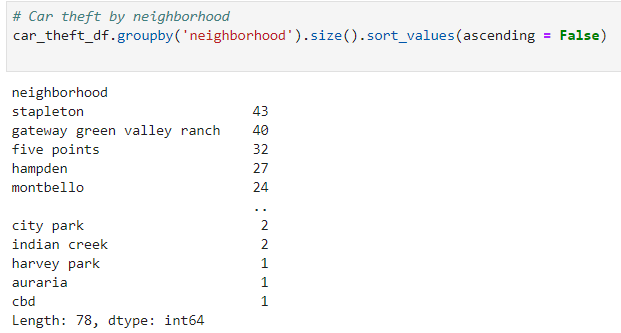 # Car theft by neighborhood
car_theft_df.groupby('neighborhood').size().sort_values(ascending = False)
neighborhood
stapleton 43
gateway green valley ranch 40
five points 32
hampden 27
montbello 24
..
city park 2
indian creek 2
harvey park 1
auraria 1
cbd 1
Length: 78, dtype: int64